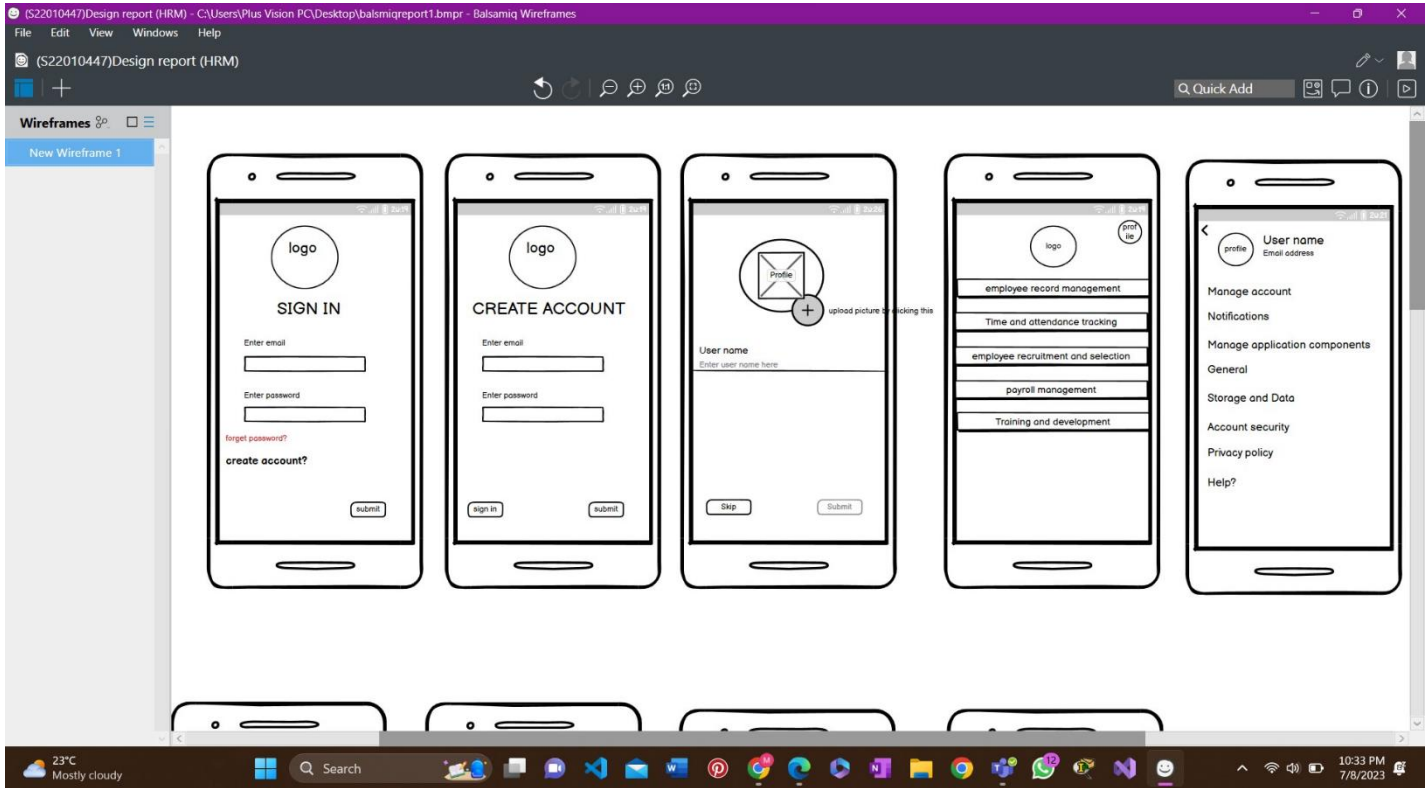 (S22010447)Design report (HRM) - C:\Users\Plus Vision PC\Desktop\balsmiqreport1.bmpr - Balsamiq Wireframes
File Edit View Windows Help
(S22010447)Design report (HRM)
Quick Add
Wireframes
New Wireframe 1
logo
SIGN IN
Enter email
Enter password
forget password?
create account?
submit
logo
CREATE ACCOUNT
Enter email
Enter password
sign in
submit
Profile
+
upload picture by clicking this
User name
Enter user name here
Skip
Submit
prof
ile
logo
employee record management
Time and attendance tracking
employee recruitment and selection
payroll management
Training and development
profile
User name
Email address
Manage account
Notifications
Manage application components
General
Storage and Data
Account security
Privacy policy
Help?
23°C
Mostly cloudy
Search
12
10:33 PM
7/8/2023